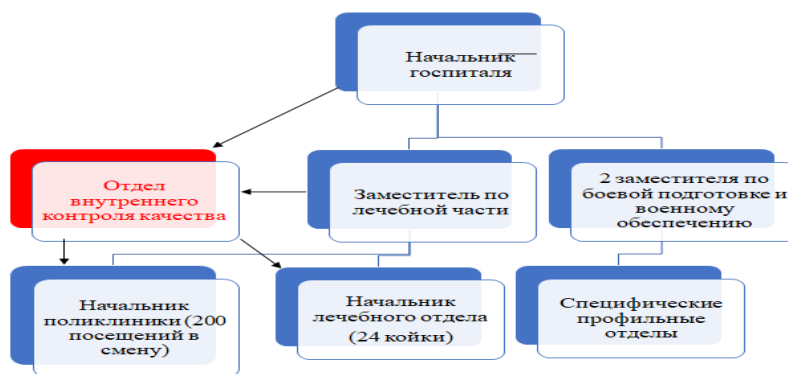 Начальник
госпиталя
Отдел
внутреннего
контроля качества
Заместитель по
лечебной части
2 заместителя по
боевой подготовке и
военному
обеспечению
Начальник
поликлиники (200
посещений в
смену)
Начальник
лечебного отдела
(24 койки)
Специфические
профильные
отделы